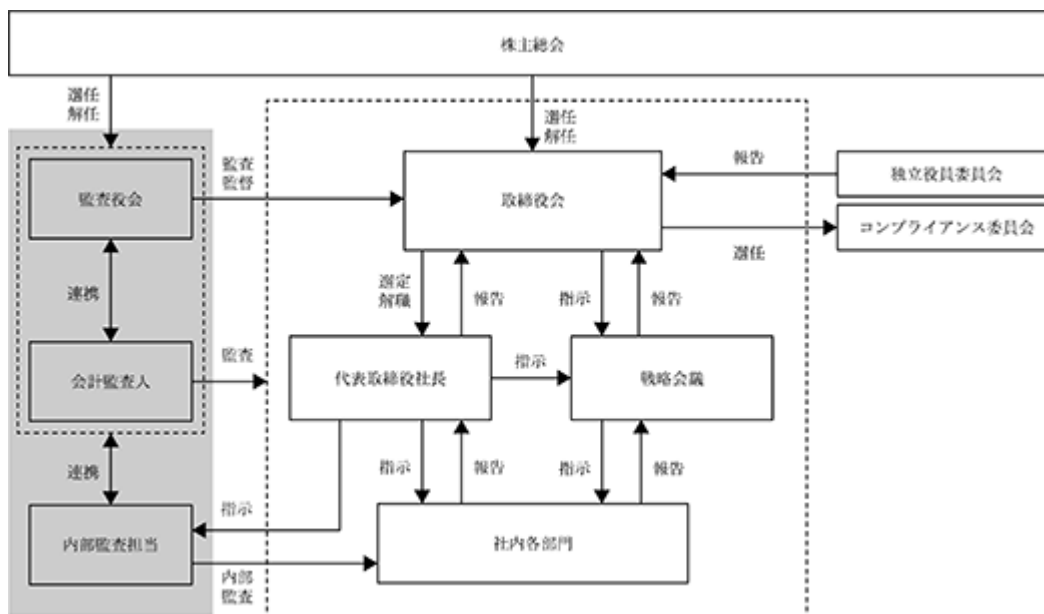 株主総会
選任
解任
選任
解任
監査役会
監査
監督
取締役会
報告
独立役員委員会
コンプライアンス委員会
選任
連携
選定
解職
報告
指示
報告
会計監査人
監査
代表取締役社長
指示
戦略会議
連携
指示
報告
指示
報告
指示
内部監査担当
社内各部門
内部
監査